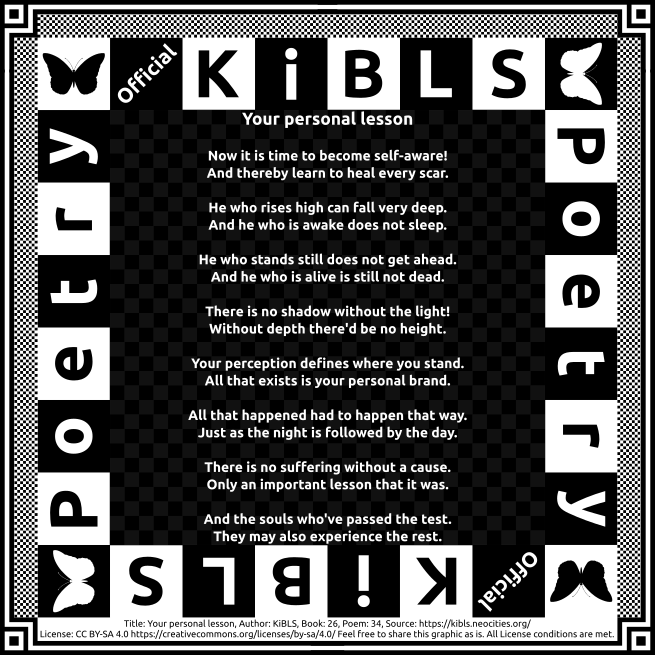 Official KiBLS
Poetry
Poetry
Your personal lesson
Now it is time to become self-aware!
And thereby learn to heal every scar.
He who rises high can fall very deep.
And he who is awake does not sleep.
He who stands still does not get ahead.
And he who is alive is still not dead.
There is no shadow without the light!
Without depth there'd be no height.
Your perception defines where you stand.
All that exists is your personal brand.
All that happened had to happen that way.
Just as the night is followed by the day.
There is no suffering without a cause.
Only an important lesson that it was.
And the souls who've passed the test.
They may also experience the rest.
Official KiBLS
Title: Your personal lesson, Author: KiBLS, Book: 26, Poem: 34, Source: https://kibls.neocities.org/
License: CC BY-SA 4.0 https://creativecommons.org/licenses/by-sa/4.0/ Feel free to share this graphic as is. All License conditions are met.